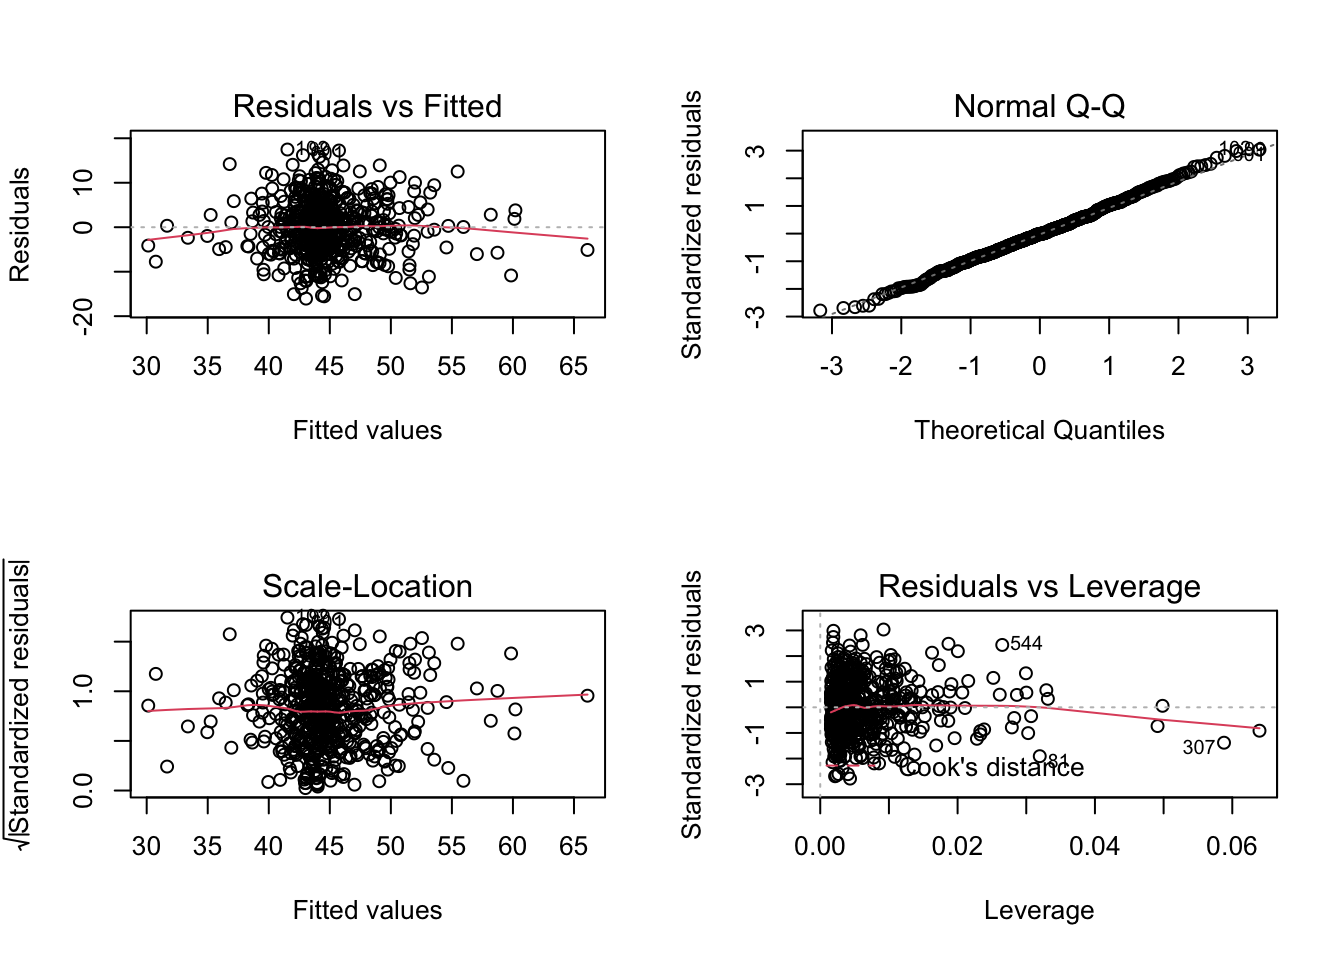 Residuals vs Fitted
Residuals
10
0
-20
30 35 40 45 50 55 60 65
Fitted values
Normal Q-Q
Standardized residuals
3
1
-1
-3
-3 -2 -1 0 1 2 3
Theoretical Quantiles
Scale-Location
√|Standardized residuals|
1.0
0.0
30 35 40 45 50 55 60 65
Fitted values
Residuals vs Leverage
Standardized residuals
3
1
-1
-3
544
307
81
Cook's distance
0.00 0.02 0.04 0.06
Leverage